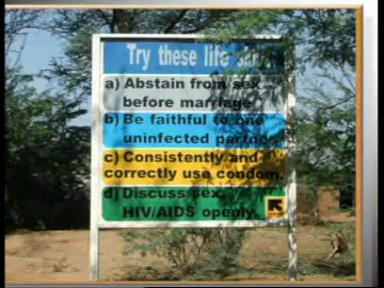 Try these life
a) Abstain from sex
before marriage
b) Be faithful to one
uninfected partner
c) Consistently and
correctly use condom.
d) Discuss sex,
HIV/AIDS openly.